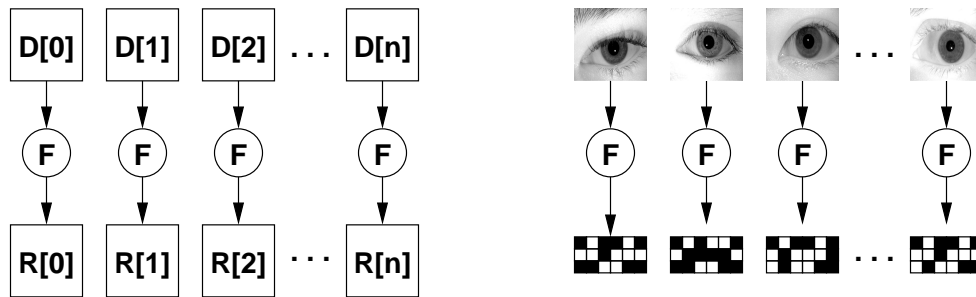 D[0] D[1] D[2] ... D[n]
F F F F F F F F
R[0] R[1] R[2] ... R[n]
...
...